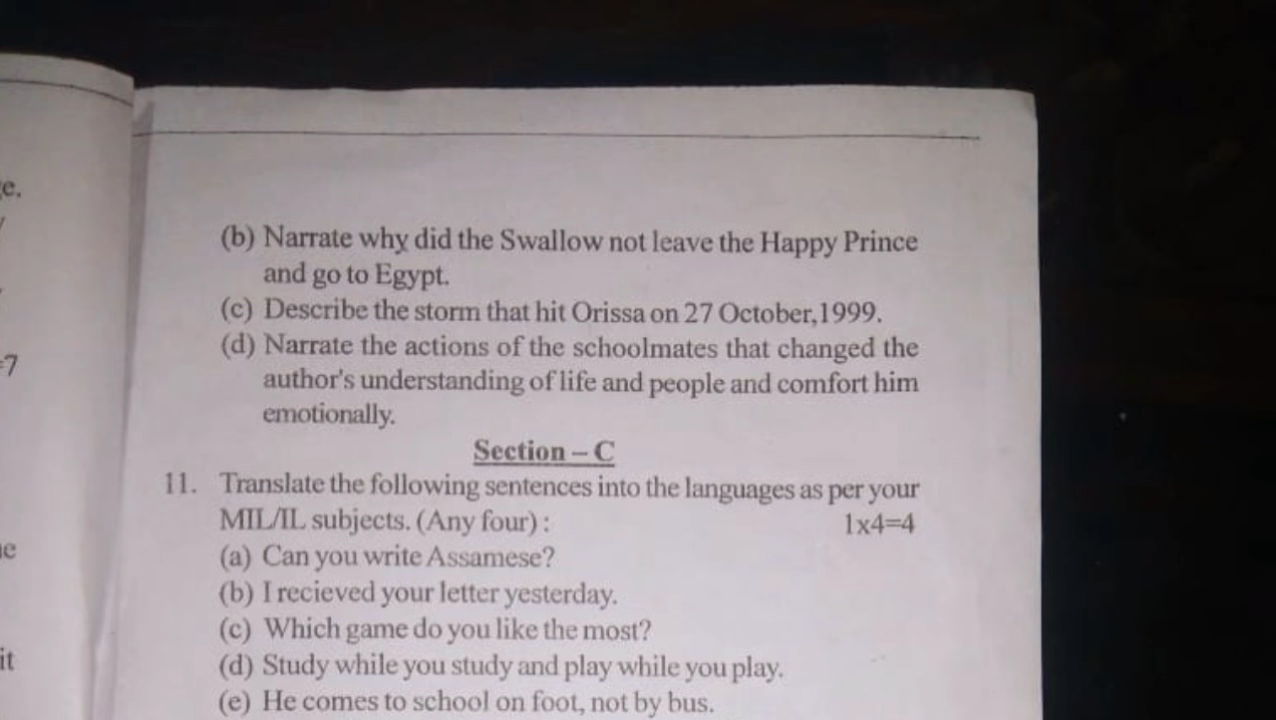 e.
=7
(b) Narrate why did the Swallow not leave the Happy Prince
and go to Egypt.
(c) Describe the storm that hit Orissa on 27 October,1999.
(d) Narrate the actions of the schoolmates that changed the
author's understanding of life and people and comfort him
emotionally.
Section – C
11. Translate the following sentences into the languages as per your
MIL/IL subjects. (Any four) : 1x4=4
(a) Can you write Assamese?
(b) I recieved your letter yesterday.
(c) Which game do you like the most?
(d) Study while you study and play while you play.
it
(e) He comes to school on foot, not by bus.